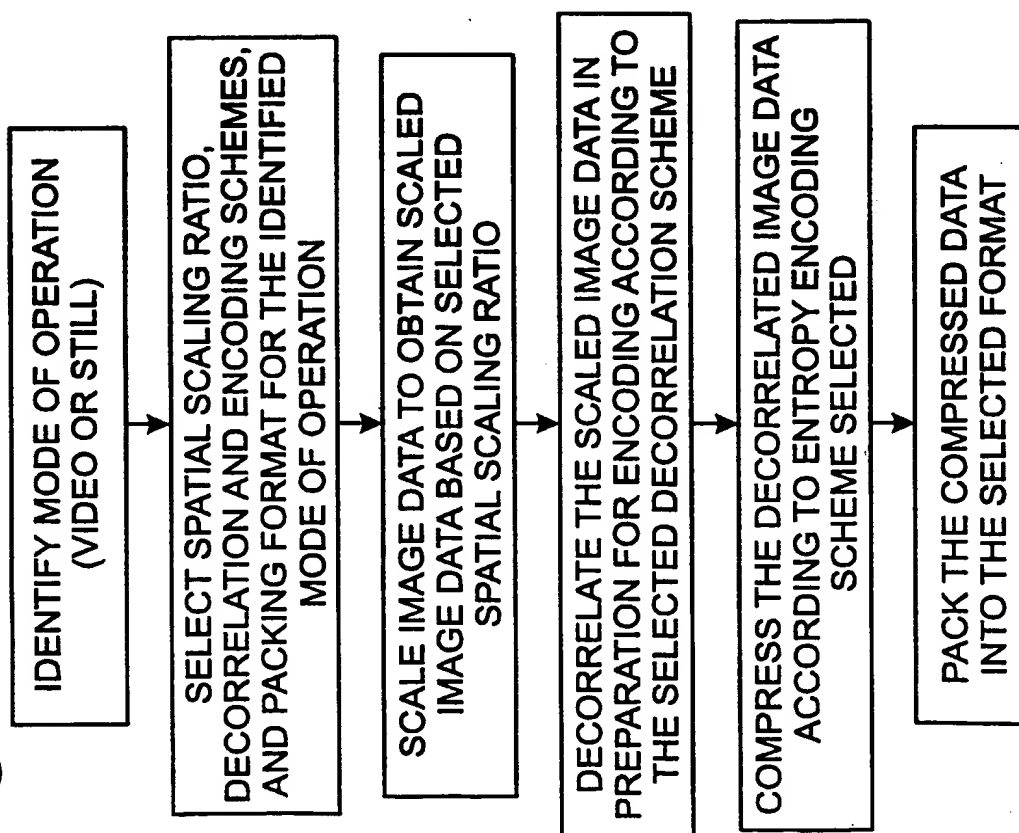 IDENTIFY MODE OF OPERATION
(VIDEO OR STILL)
SELECT SPATIAL SCALING RATIO,
DECORRELATION AND ENCODING SCHEMES,
AND PACKING FORMAT FOR THE IDENTIFIED
MODE OF OPERATION
SCALE IMAGE DATA TO OBTAIN SCALED
IMAGE DATA BASED ON SELECTED
SPATIAL SCALING RATIO
DECORRELATE THE SCALED IMAGE DATA IN
PREPARATION FOR ENCODING ACCORDING TO
THE SELECTED DECORRELATION SCHEME
COMPRESS THE DECORRELATED IMAGE DATA
ACCORDING TO ENTROPY ENCODING
SCHEME SELECTED
PACK THE COMPRESSED DATA
INTO THE SELECTED FORMAT